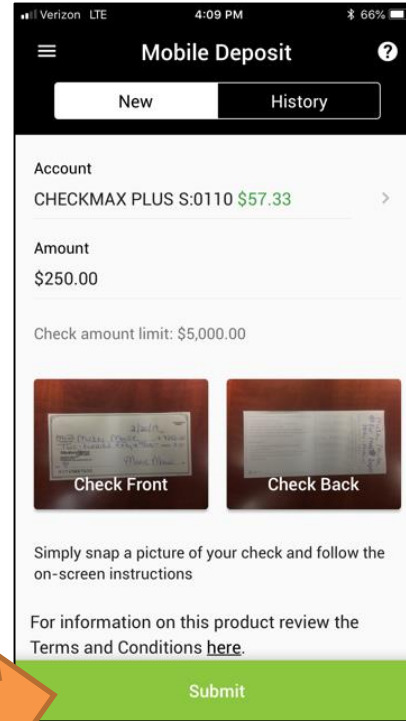 Verizon LTE 4:09 PM 66%
Mobile Deposit ?
New History
Account
CHECKMAX PLUS S:0110 $57.33 >
Amount
$250.00
Check amount limit: $5,000.00
Check Front Check Back
Simply snap a picture of your check and follow the
on-screen instructions
For information on this product review the
Terms and Conditions here.
Submit